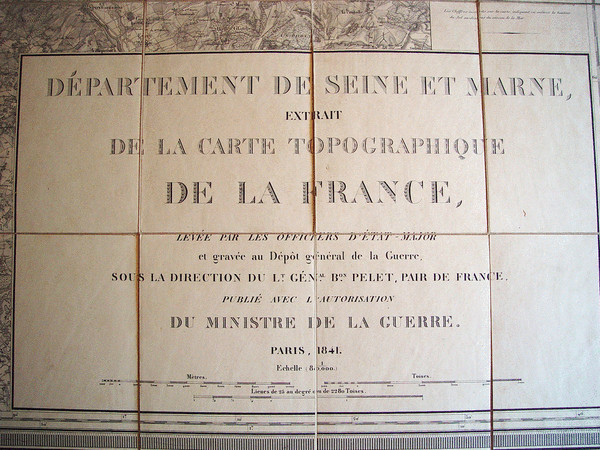 DÉPARTEMENT DE SEINE ET MARNE,
EXTRAIT
DE LA CARTE TOPOGRAPHIQUE
DE LA FRANCE,
LEVÉE PAR LES OFFICIERS D'ÉTAT-MAJOR
et gravée au Dépôt général de la Guerre,
SOUS LA DIRECTION DU Lt GÉNal Bon PELET, PAIR DE FRANCE.
PUBLIÉ AVEC L'AUTORISATION
DU MINISTRE DE LA GUERRE.
PARIS, 1841.
Echelle
Mètres. Toises.
Lieues de 25 au degré ou de 2280 Toises.